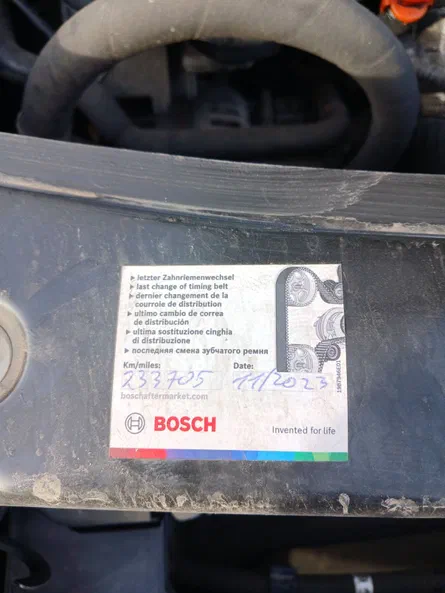 ▸ letzter Zahnriemenwechsel
▸ last change of timing belt
▸ dernier changement de la
courroie de distribution
▸ ultimo cambio de correa
de distribución
▸ ultima sostituzione cinghia
di distribuzione
▸ последняя смена зубчатого ремня
Km/miles: Date:
233705 11/2023
boschaftermarket.com
BOSCH
Invented for life